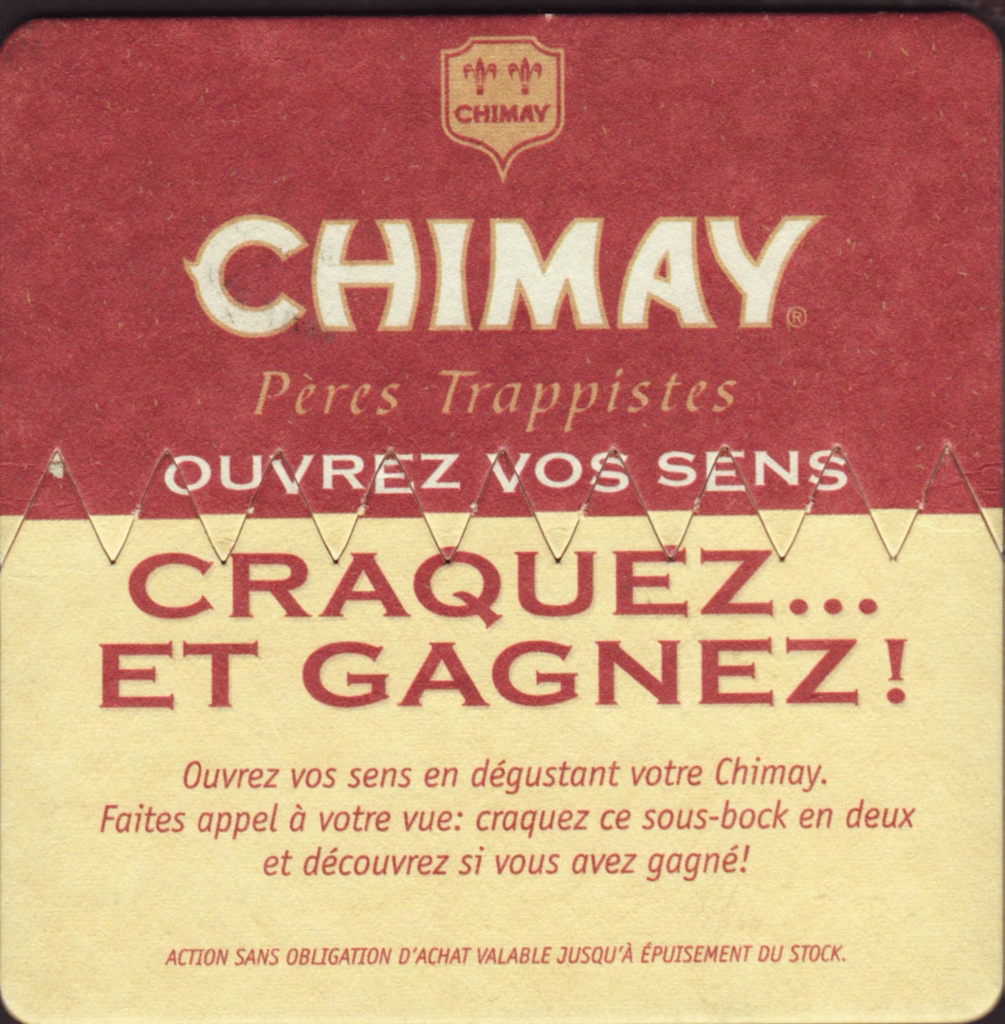 CHIMAY
CHIMAY®
Pères Trappistes
OUVREZ VOS SENS
CRAQUEZ...
ET GAGNEZ!
Ouvrez vos sens en dégustant votre Chimay.
Faites appel à votre vue: craquez ce sous-bock en deux
et découvrez si vous avez gagné!
ACTION SANS OBLIGATION D'ACHAT VALABLE JUSQU'À ÉPUISEMENT DU STOCK.